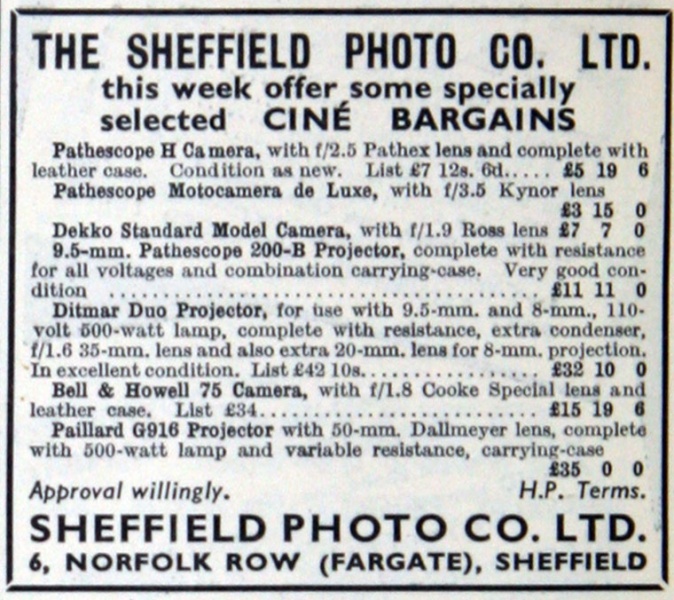 THE SHEFFIELD PHOTO CO. LTD.
this week offer some specially
selected CINÉ BARGAINS
Pathescope H Camera, with f/2.5 Pathex lens and complete with
leather case. Condition as new. List £7 12s. 6d..... £5 19 6
Pathescope Motocamera de Luxe, with f/3.5 Kynor lens
£3 15 0
Dekko Standard Model Camera, with f/1.9 Ross lens £7 7 0
9.5-mm. Pathescope 200-B Projector, complete with resistance
for all voltages and combination carrying-case. Very good con-
dition ........................................ £11 11 0
Ditmar Duo Projector, for use with 9.5-mm. and 8-mm., 110-
volt 500-watt lamp, complete with resistance, extra condenser,
f/1.6 35-mm. lens and also extra 20-mm. lens for 8-mm. projection.
In excellent condition. List £42 10s................. £32 10 0
Bell & Howell 75 Camera, with f/1.8 Cooke Special lens and
leather case. List £34........................... £15 19 6
Paillard G916 Projector with 50-mm. Dallmeyer lens, complete
with 500-watt lamp and variable resistance, carrying-case
£35 0 0
Approval willingly. H.P. Terms.
SHEFFIELD PHOTO CO. LTD.
6, NORFOLK ROW (FARGATE), SHEFFIELD